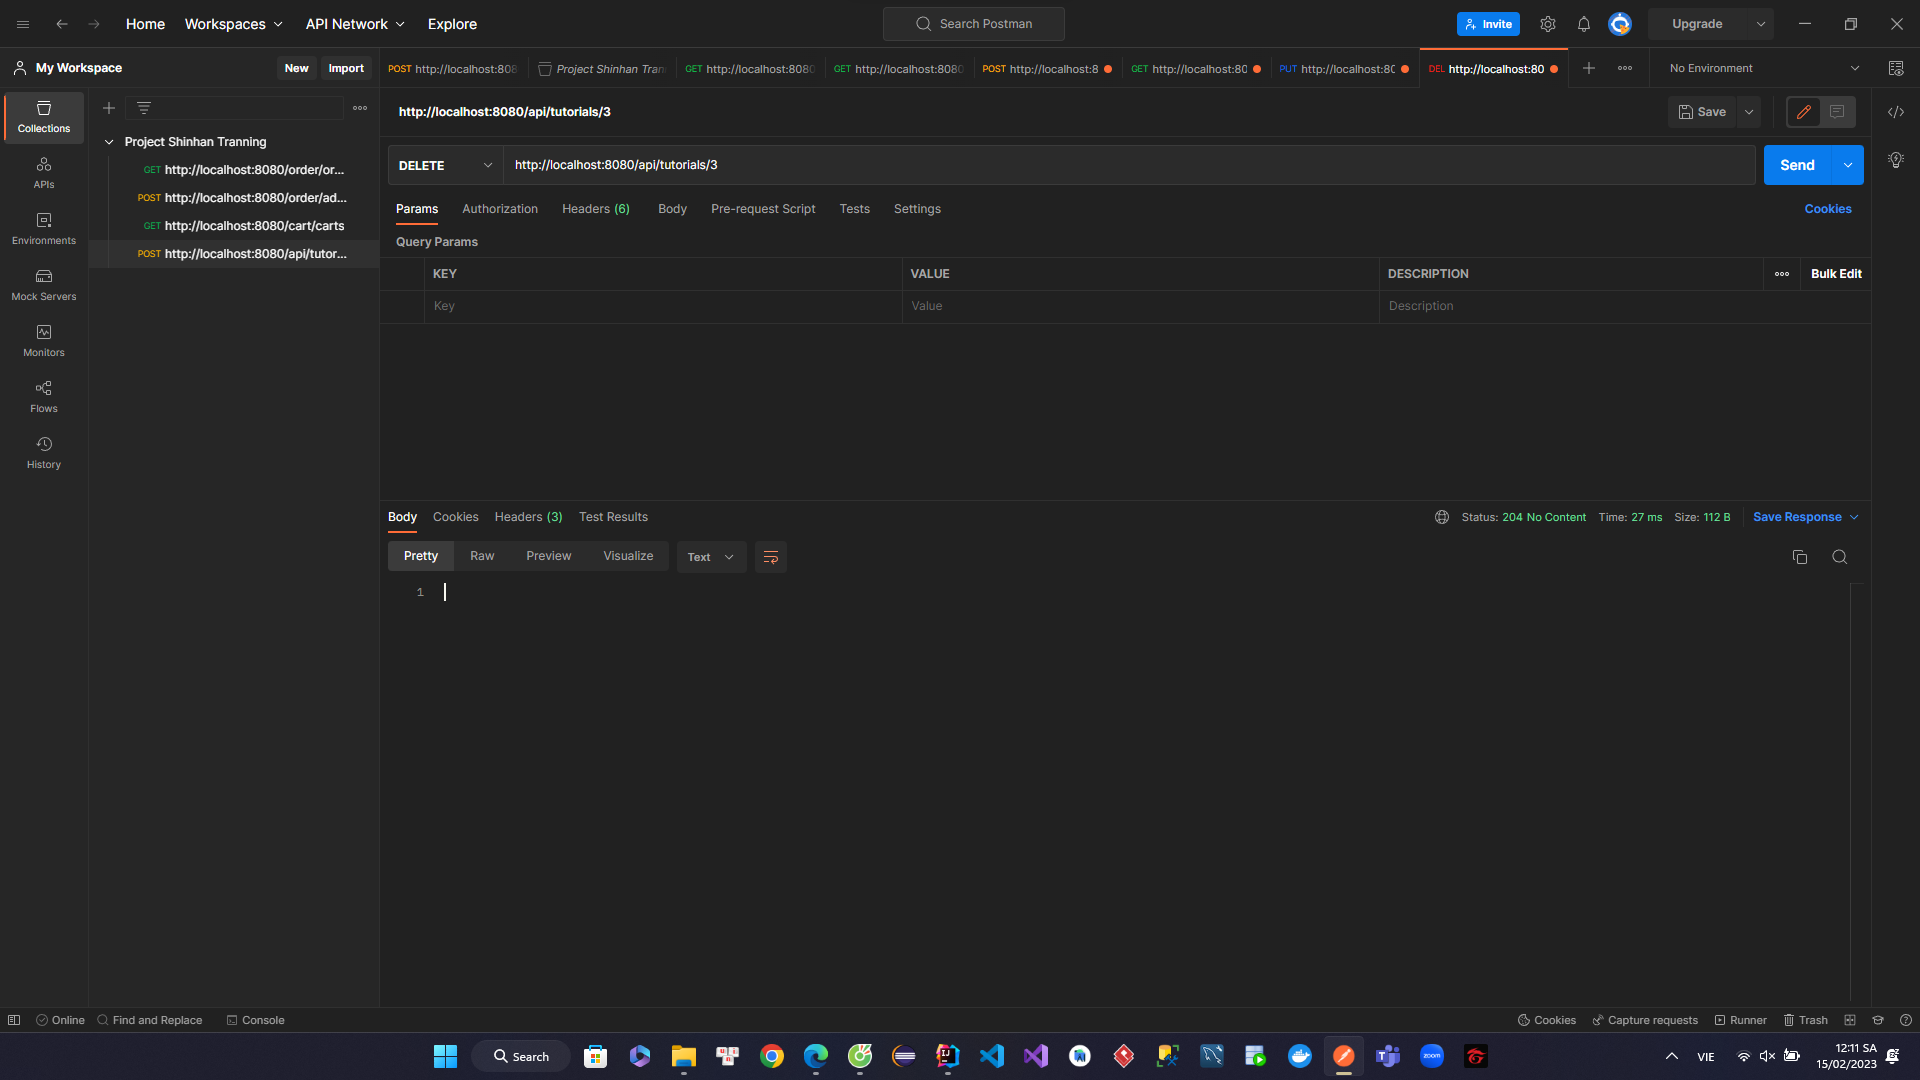 Home Workspaces API Network Explore Search Postman Invite Upgrade
My Workspace New Import
POST http://localhost:808 Project Shinhan Tran GET http://localhost:8080 GET http://localhost:8080 POST http://localhost:8 GET http://localhost:80 PUT http://localhost:80 DEL http://localhost:80 No Environment
Collections
APIs
Environments
Mock Servers
Monitors
Flows
History
Project Shinhan Tranning
GET http://localhost:8080/order/or...
POST http://localhost:8080/order/ad...
GET http://localhost:8080/cart/carts
POST http://localhost:8080/api/tutor...
http://localhost:8080/api/tutorials/3 Save
DELETE http://localhost:8080/api/tutorials/3 Send
Params Authorization Headers (6) Body Pre-request Script Tests Settings Cookies
Query Params
KEY VALUE DESCRIPTION Bulk Edit
Key Value Description
Body Cookies Headers (3) Test Results Status: 204 No Content Time: 27 ms Size: 112 B Save Response
Pretty Raw Preview Visualize Text
1
Online Find and Replace Console Cookies Capture requests Runner Trash
Search zoom VIE 12:11 SA
15/02/2023